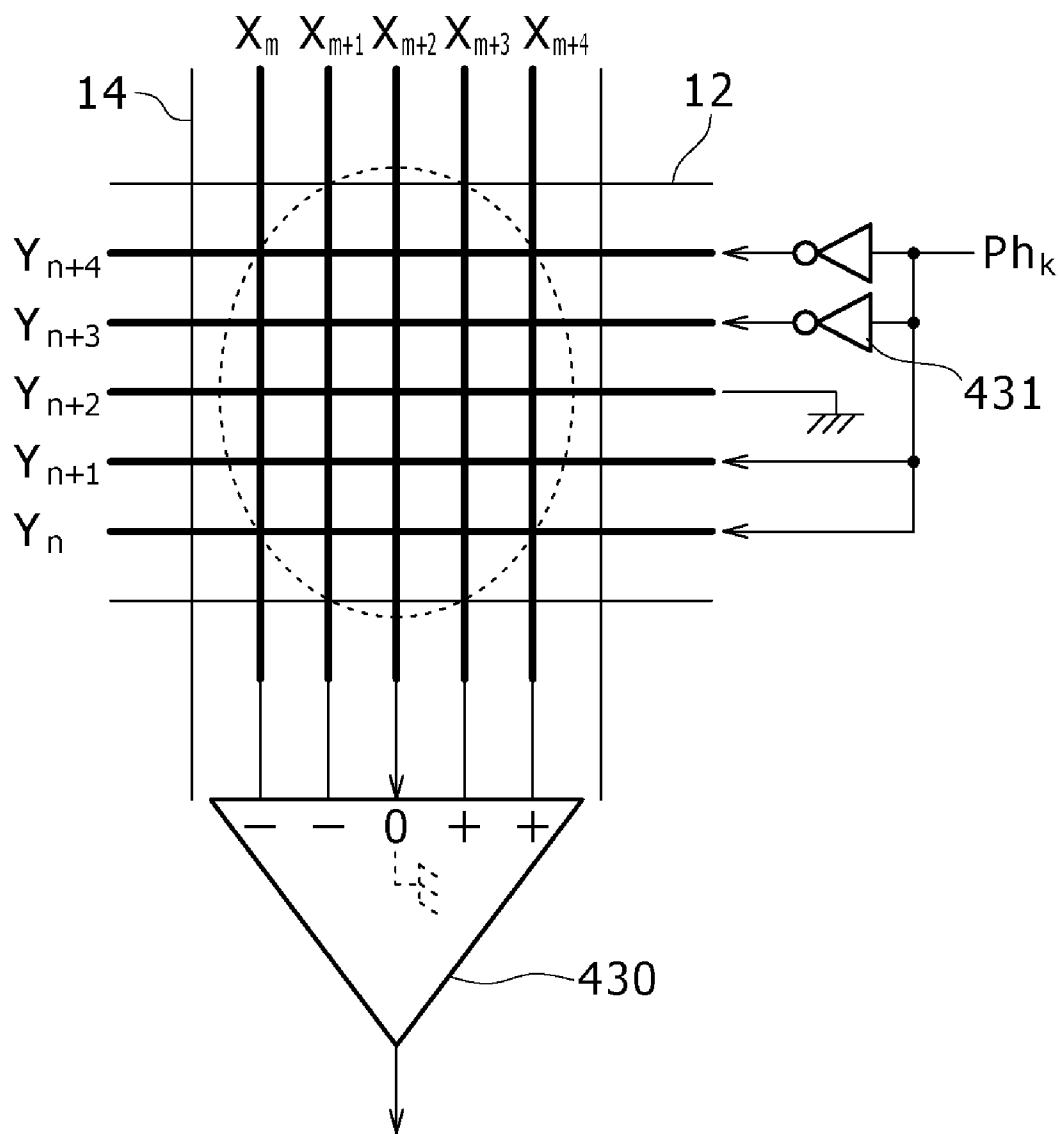 Xm Xm+1 Xm+2 Xm+3 Xm+4
14
12
Yn+4
Phk
Yn+3
431
Yn+2
Yn+1
Yn
− − 0 + +
430